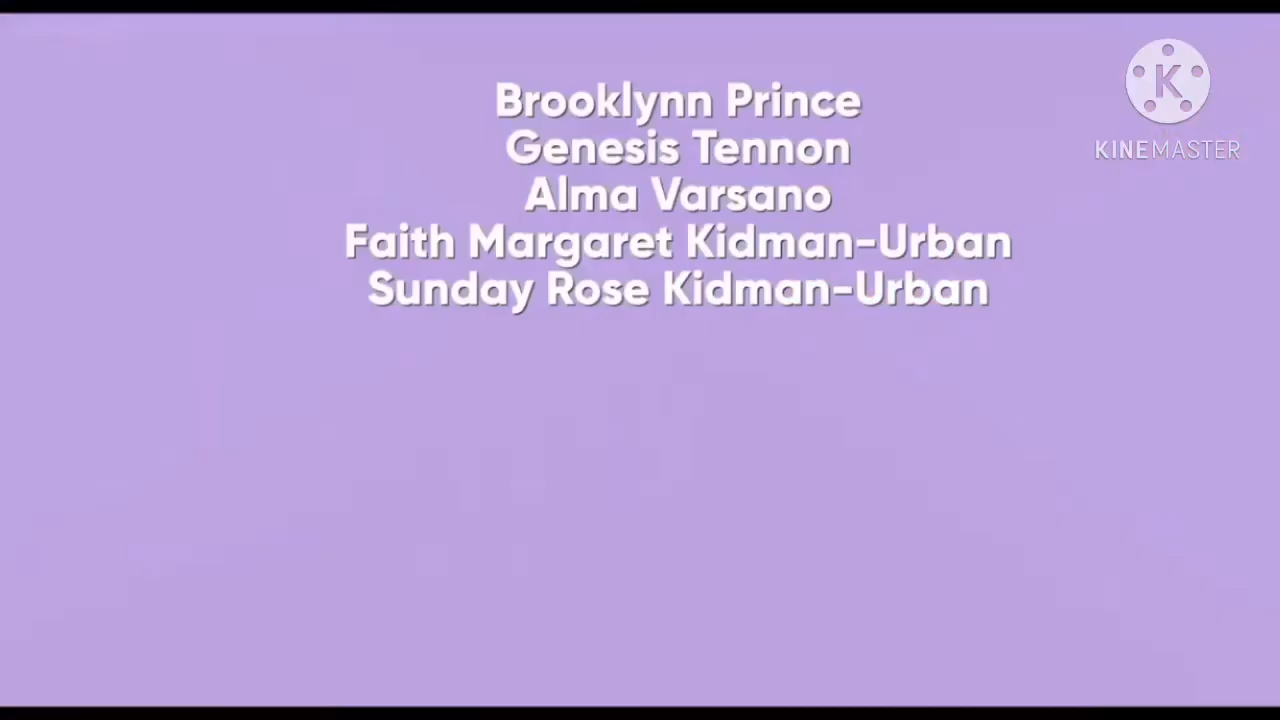 Brooklynn Prince
Genesis Tennon
Alma Varsano
Faith Margaret Kidman-Urban
Sunday Rose Kidman-Urban
K
KINEMASTER